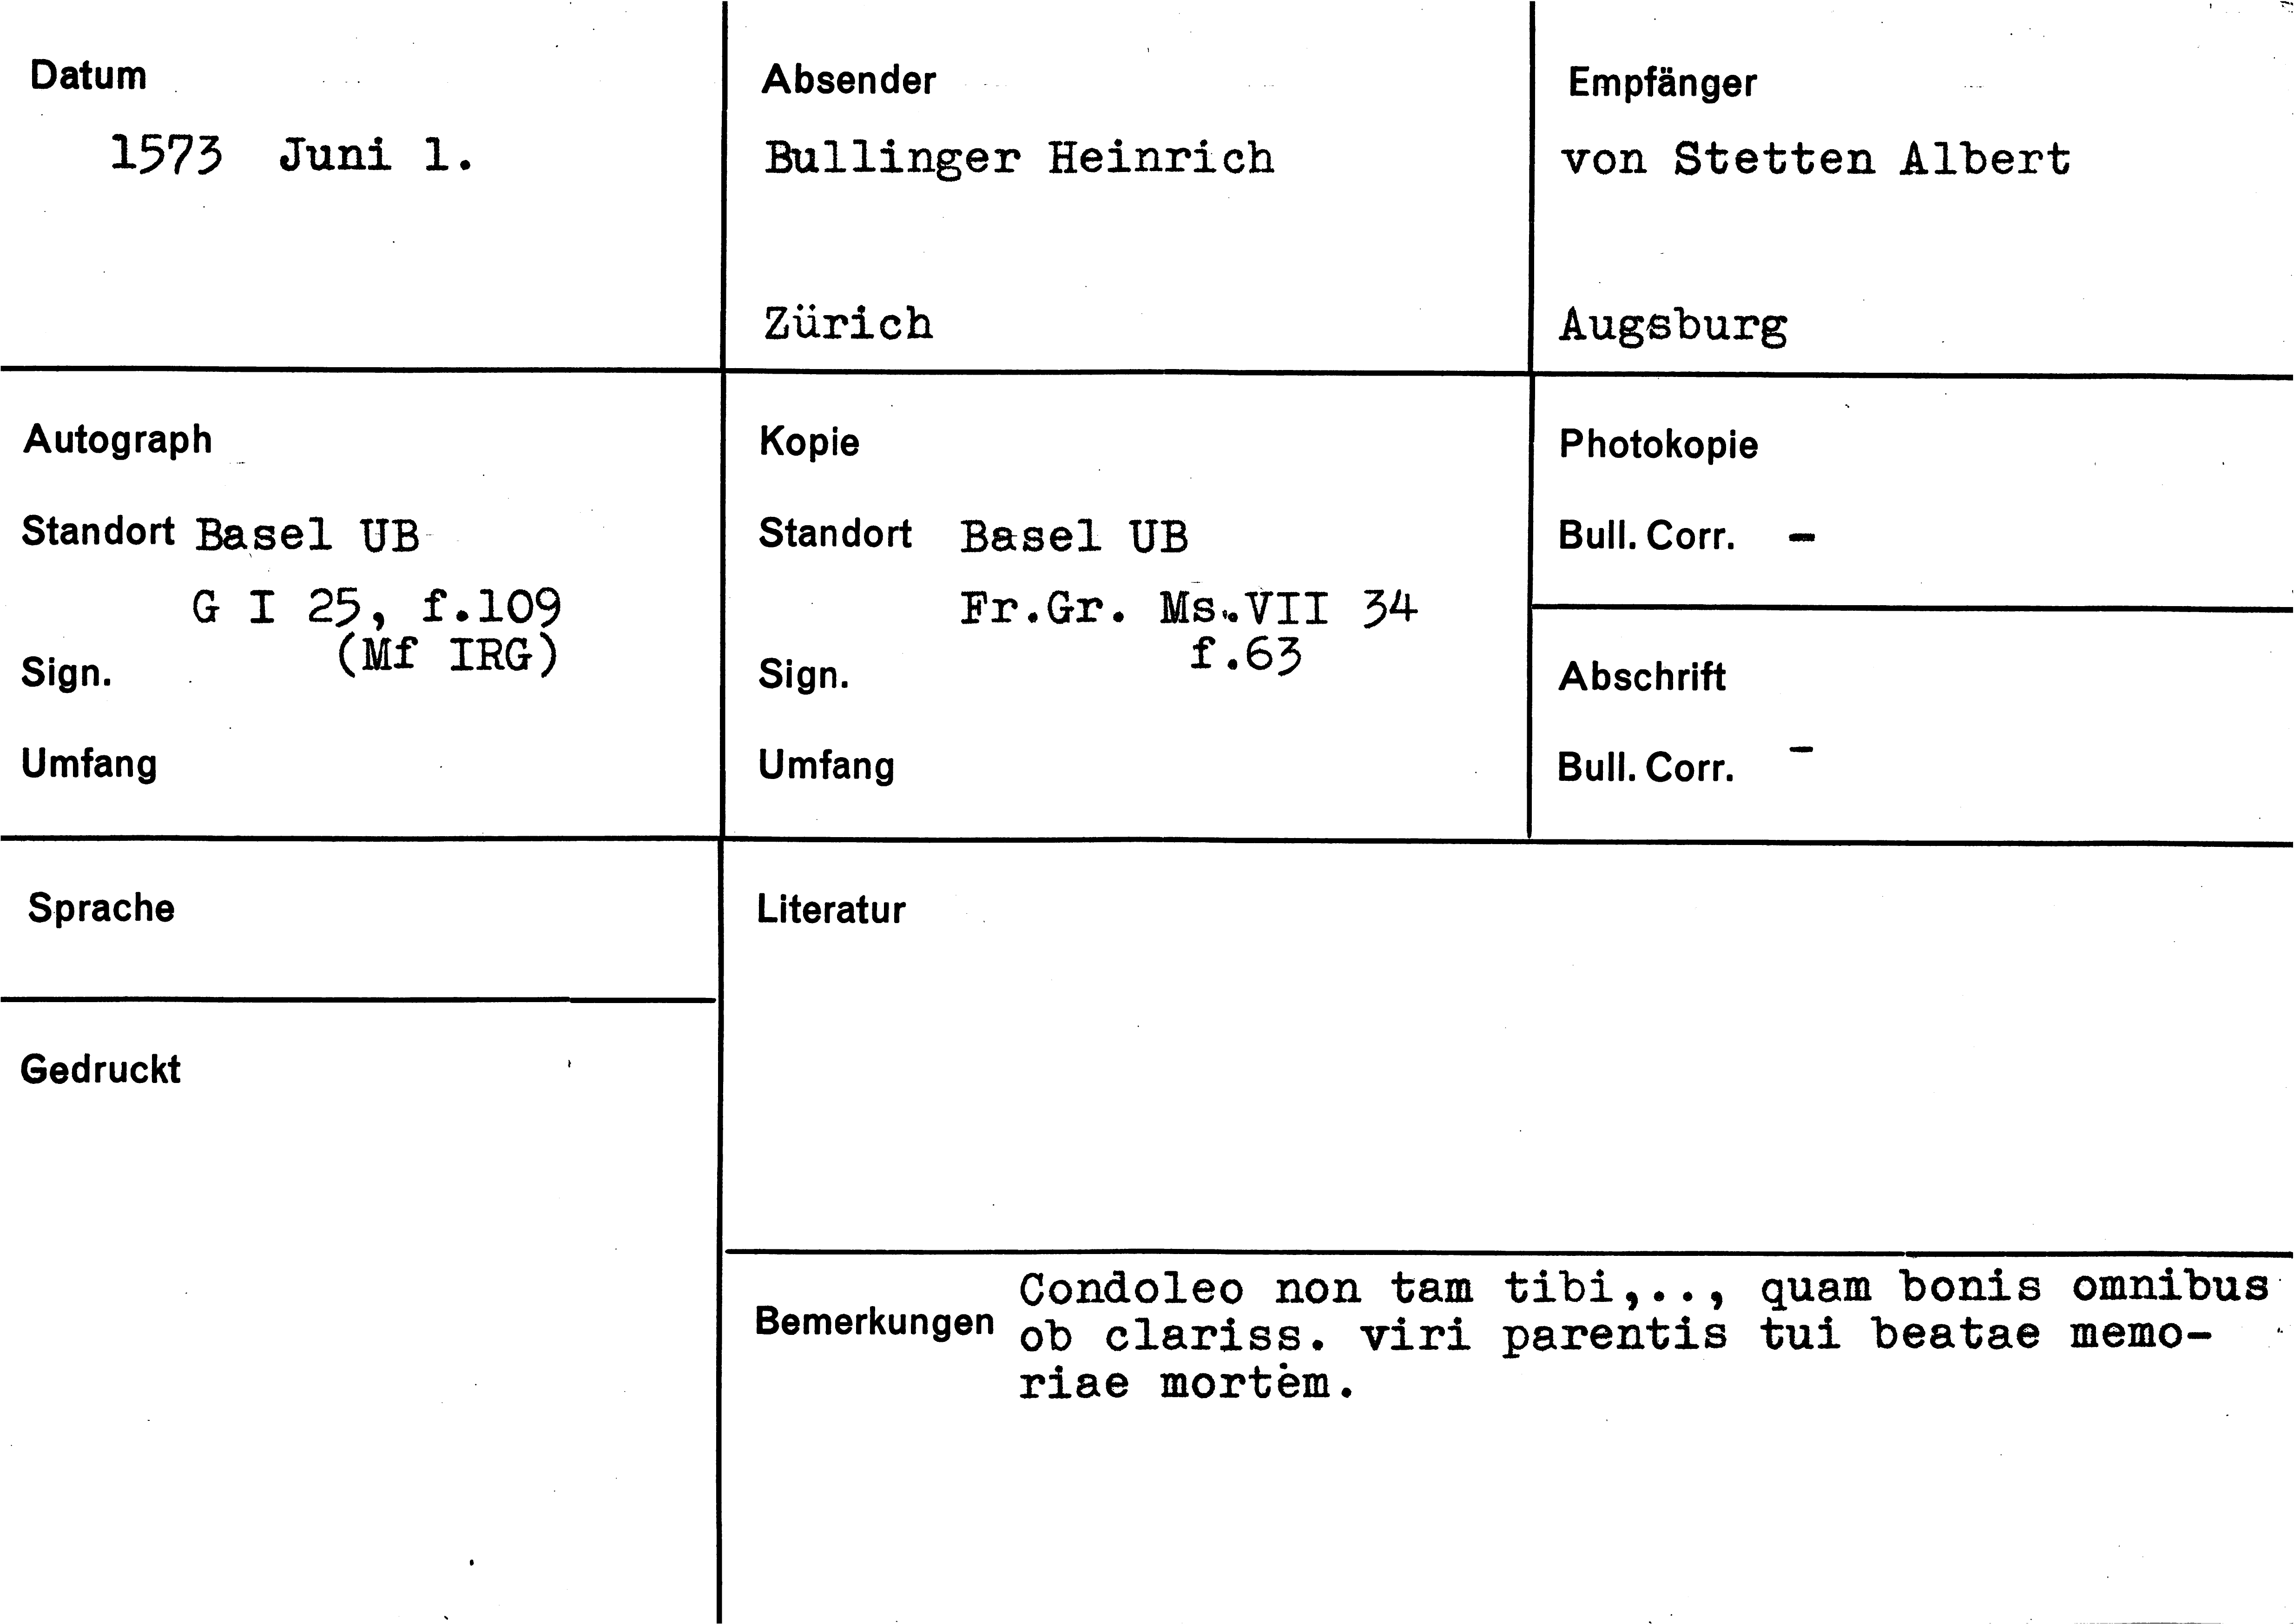 Datum
1573 Juni 1.
Absender
Bullinger Heinrich
Zürich
Empfänger
von Stetten Albert
Augsburg
Autograph
Standort Basel UB
G I 25, f.109
(Mf IRG)
Sign.
Umfang
Kopie
Standort Basel UB
Fr.Gr. Ms.VII 34
f.63
Sign.
Umfang
Photokopie
Bull. Corr. -
Abschrift
Bull. Corr. -
Sprache
Gedruckt
Literatur
Bemerkungen
Condoleo non tam tibi,.., quam bonis omnibus
ob clariss. viri parentis tui beatae memo-
riae mortem.